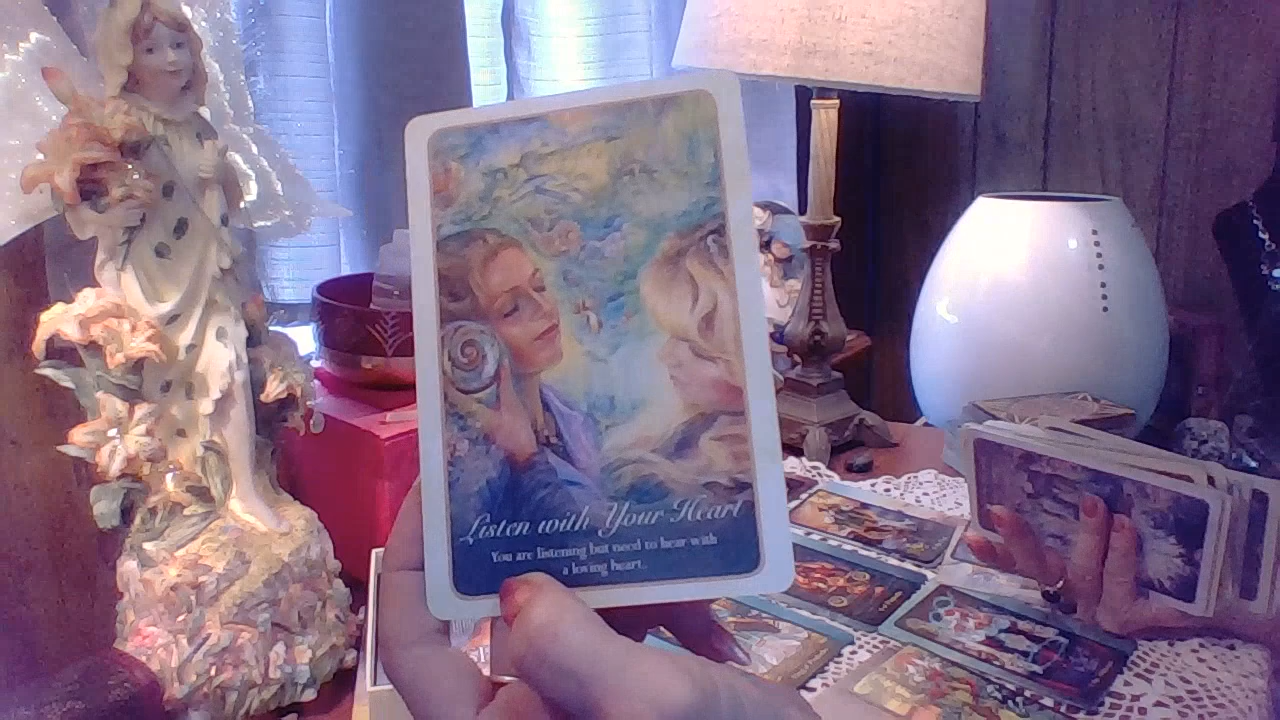 Listen with Your Heart
You are listening but need to hear with
a loving heart.